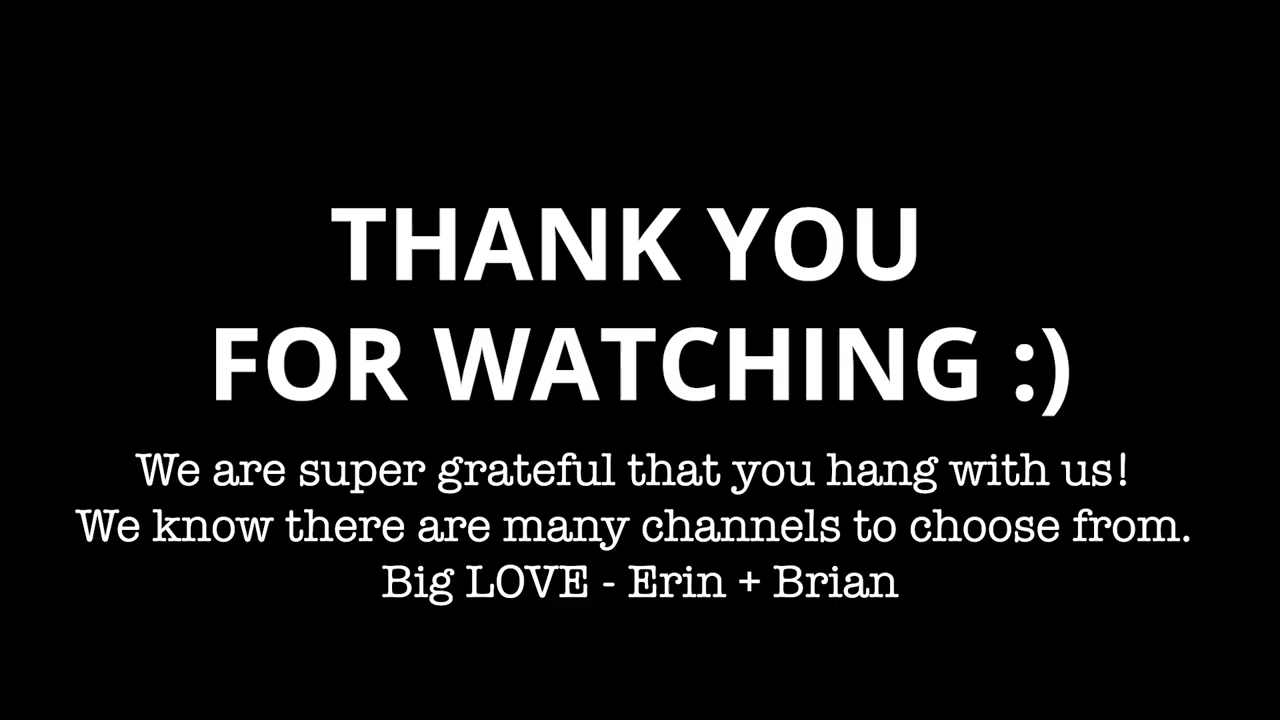 THANK YOU
FOR WATCHING :)
We are super grateful that you hang with us!
We know there are many channels to choose from.
Big LOVE - Erin + Brian